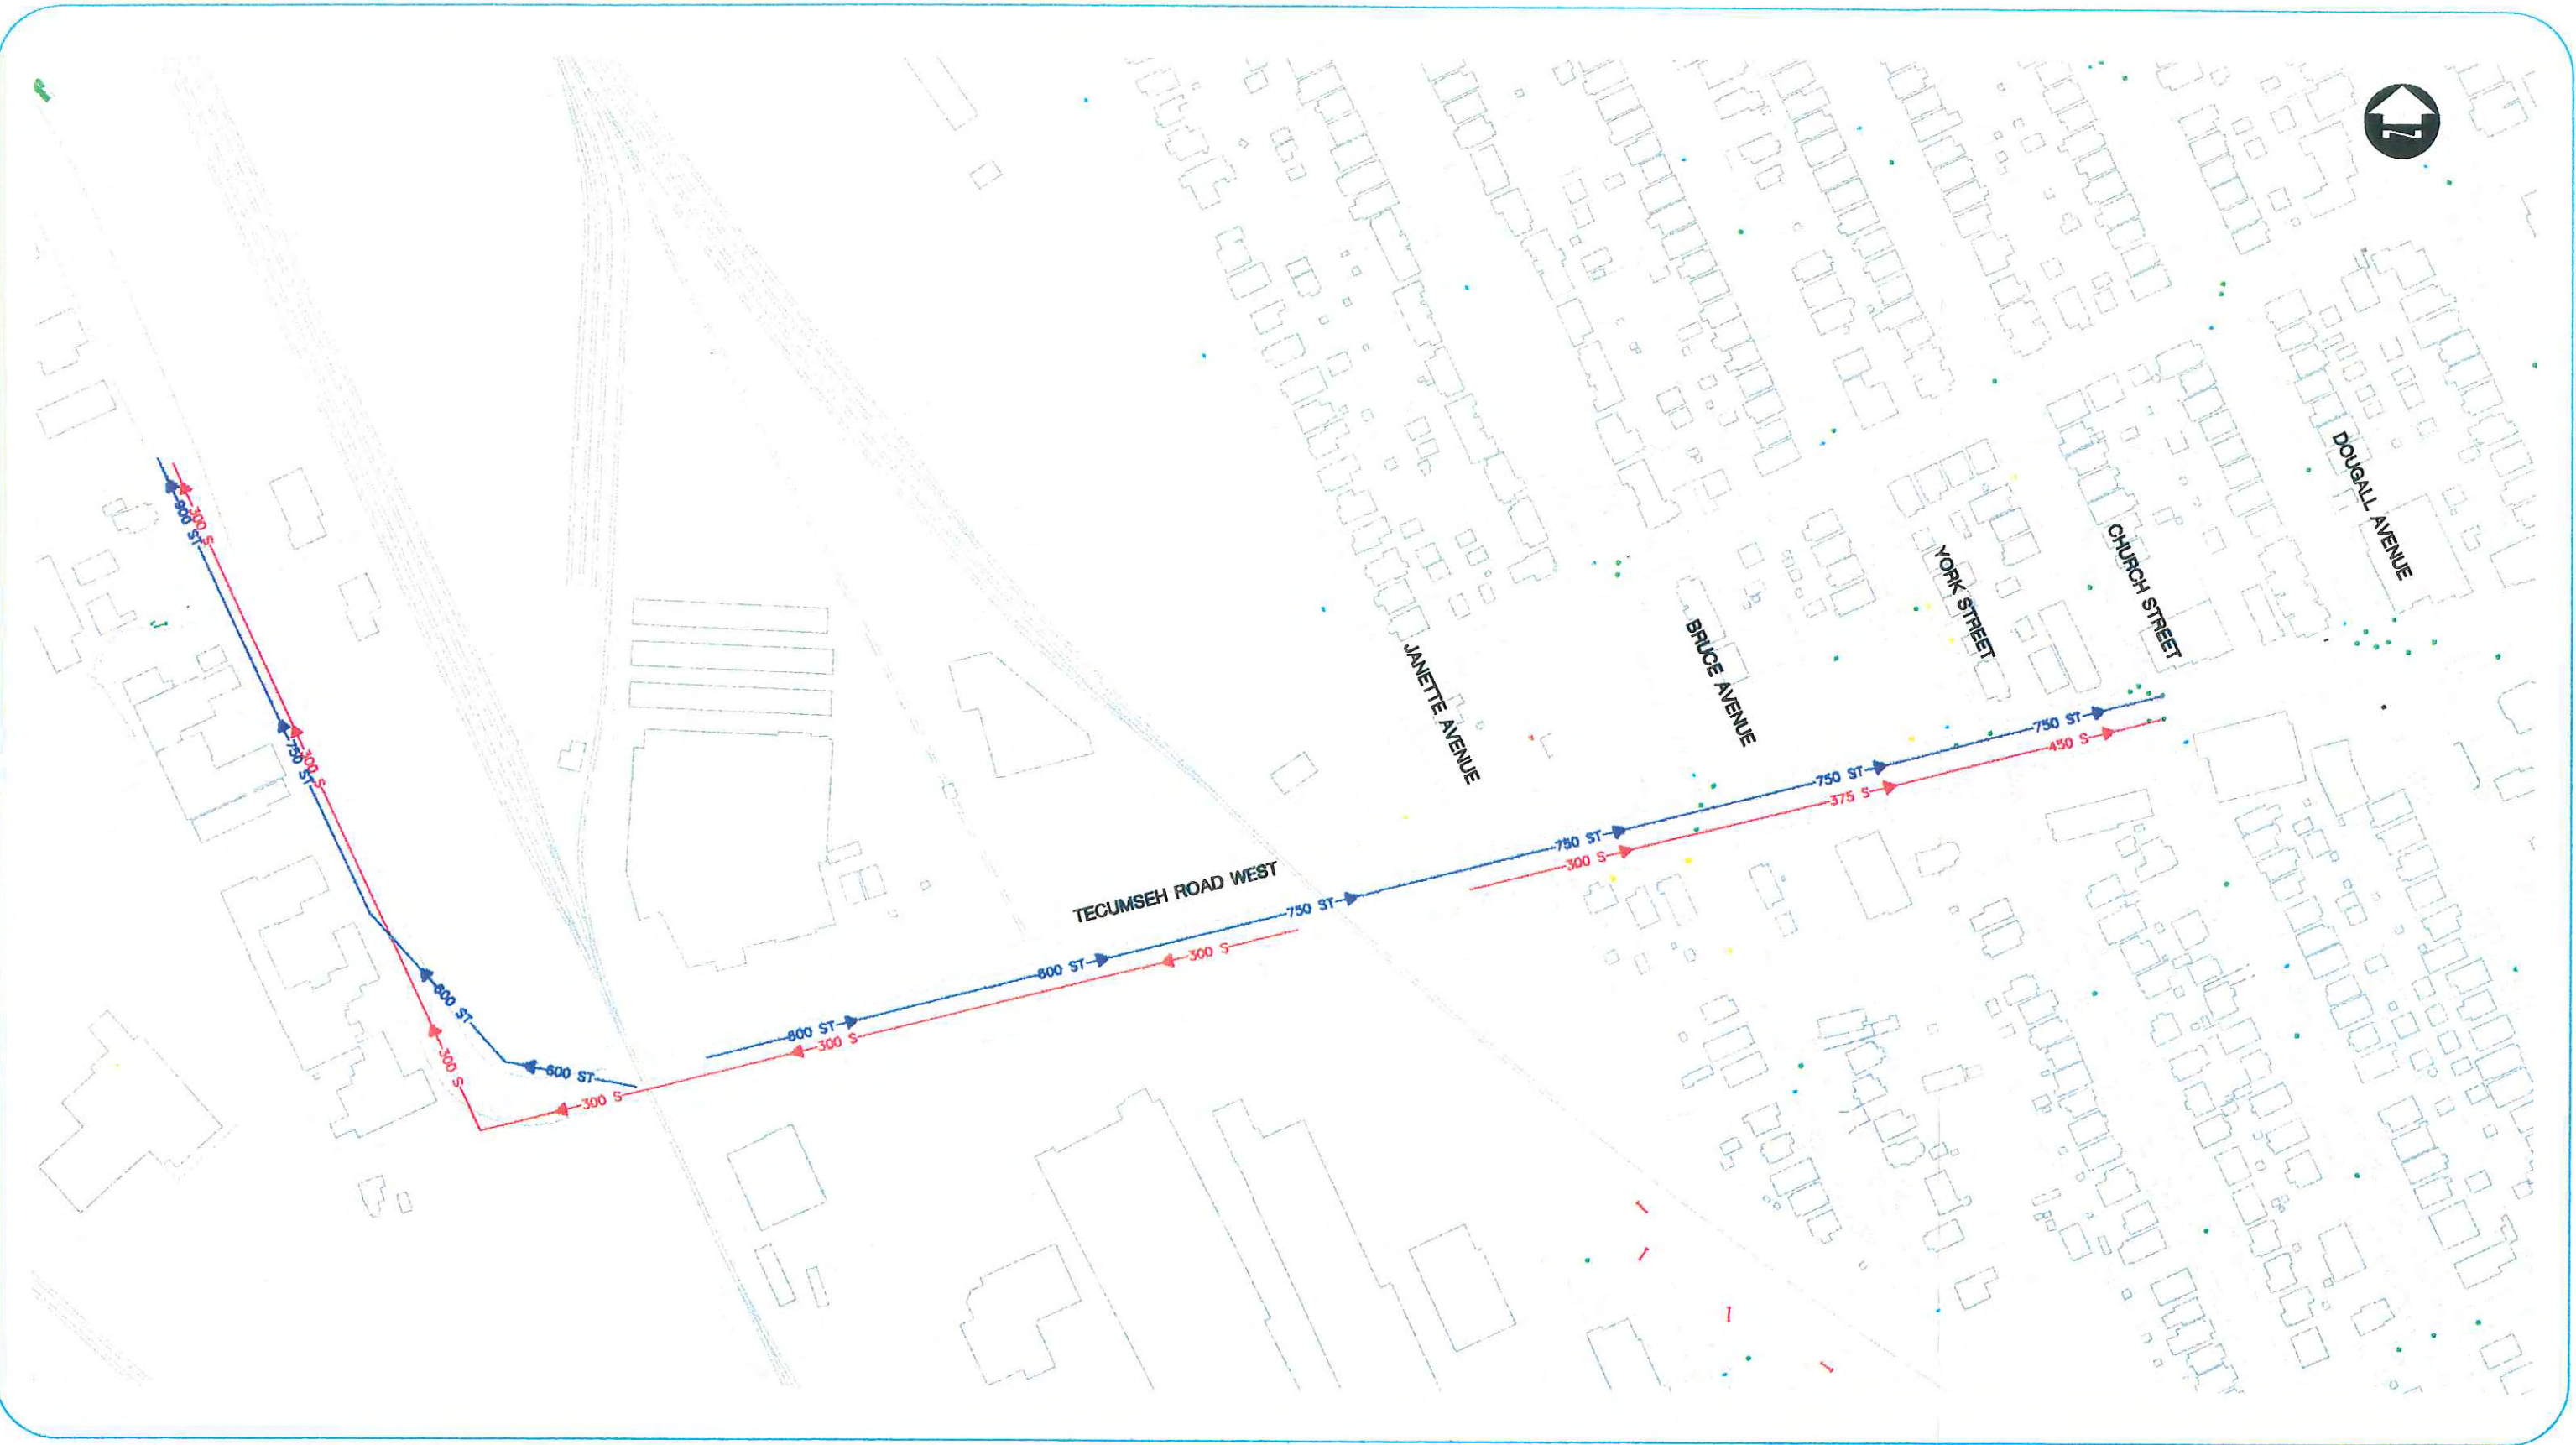 N
DOUGALL AVENUE
CHURCH STREET
YORK STREET
BRUCE AVENUE
JANETTE AVENUE
TECUMSEH ROAD WEST
900 ST
300 S
750 ST
300 S
600 ST
300 S
600 ST
300 S
600 ST
300 S
600 ST
300 S
750 ST
750 ST
300 S
750 ST
375 S
750 ST
450 S